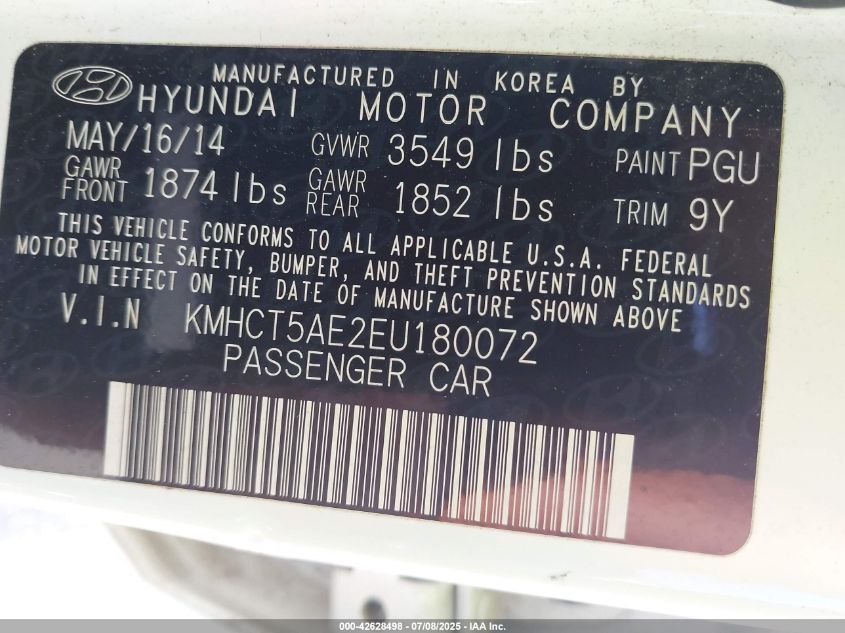 MANUFACTURED IN KOREA BY
HYUNDAI MOTOR COMPANY
MAY/16/14 GVWR 3549 lbs PAINT PGU
GAWR FRONT 1874 lbs GAWR REAR 1852 lbs TRIM 9Y
THIS VEHICLE CONFORMS TO ALL APPLICABLE U.S.A. FEDERAL
MOTOR VEHICLE SAFETY, BUMPER, AND THEFT PREVENTION STANDARDS
IN EFFECT ON THE DATE OF MANUFACTURE SHOWN ABOVE
V.I.N KMHCT5AE2EU180072
PASSENGER CAR
000-42628498 - 07/08/2025 - IAA Inc.